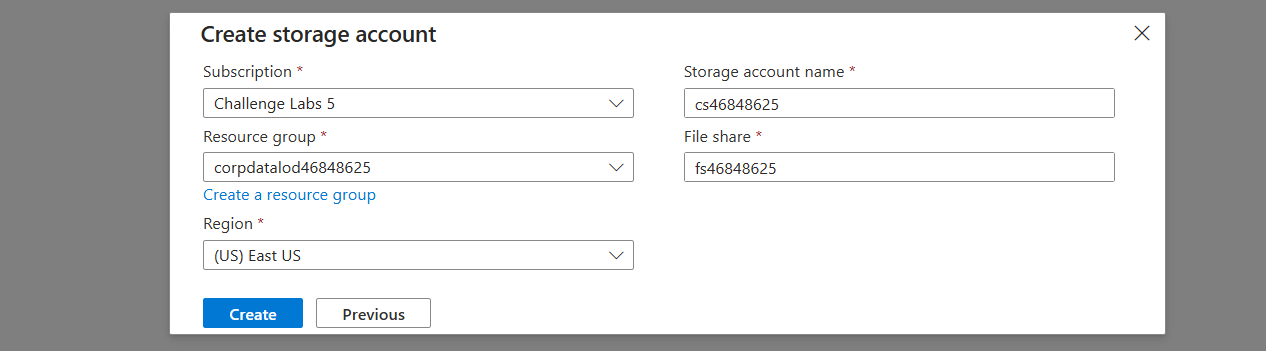 Create storage account
Subscription *
Challenge Labs 5
Resource group *
corpdatalod46848625
Create a resource group
Region *
(US) East US
Storage account name *
cs46848625
File share *
fs46848625
Create
Previous